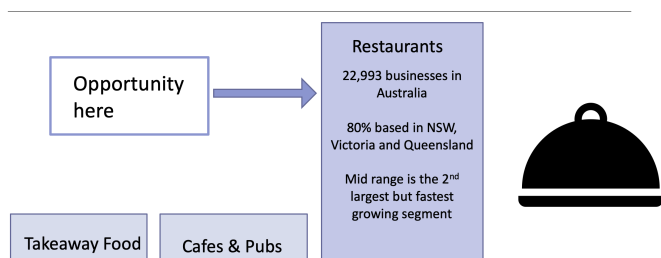 Opportunity
here
Restaurants
22,993 businesses in
Australia
80% based in NSW,
Victoria and Queensland
Mid range is the 2nd
largest but fastest
growing segment
Takeaway Food
Cafes & Pubs